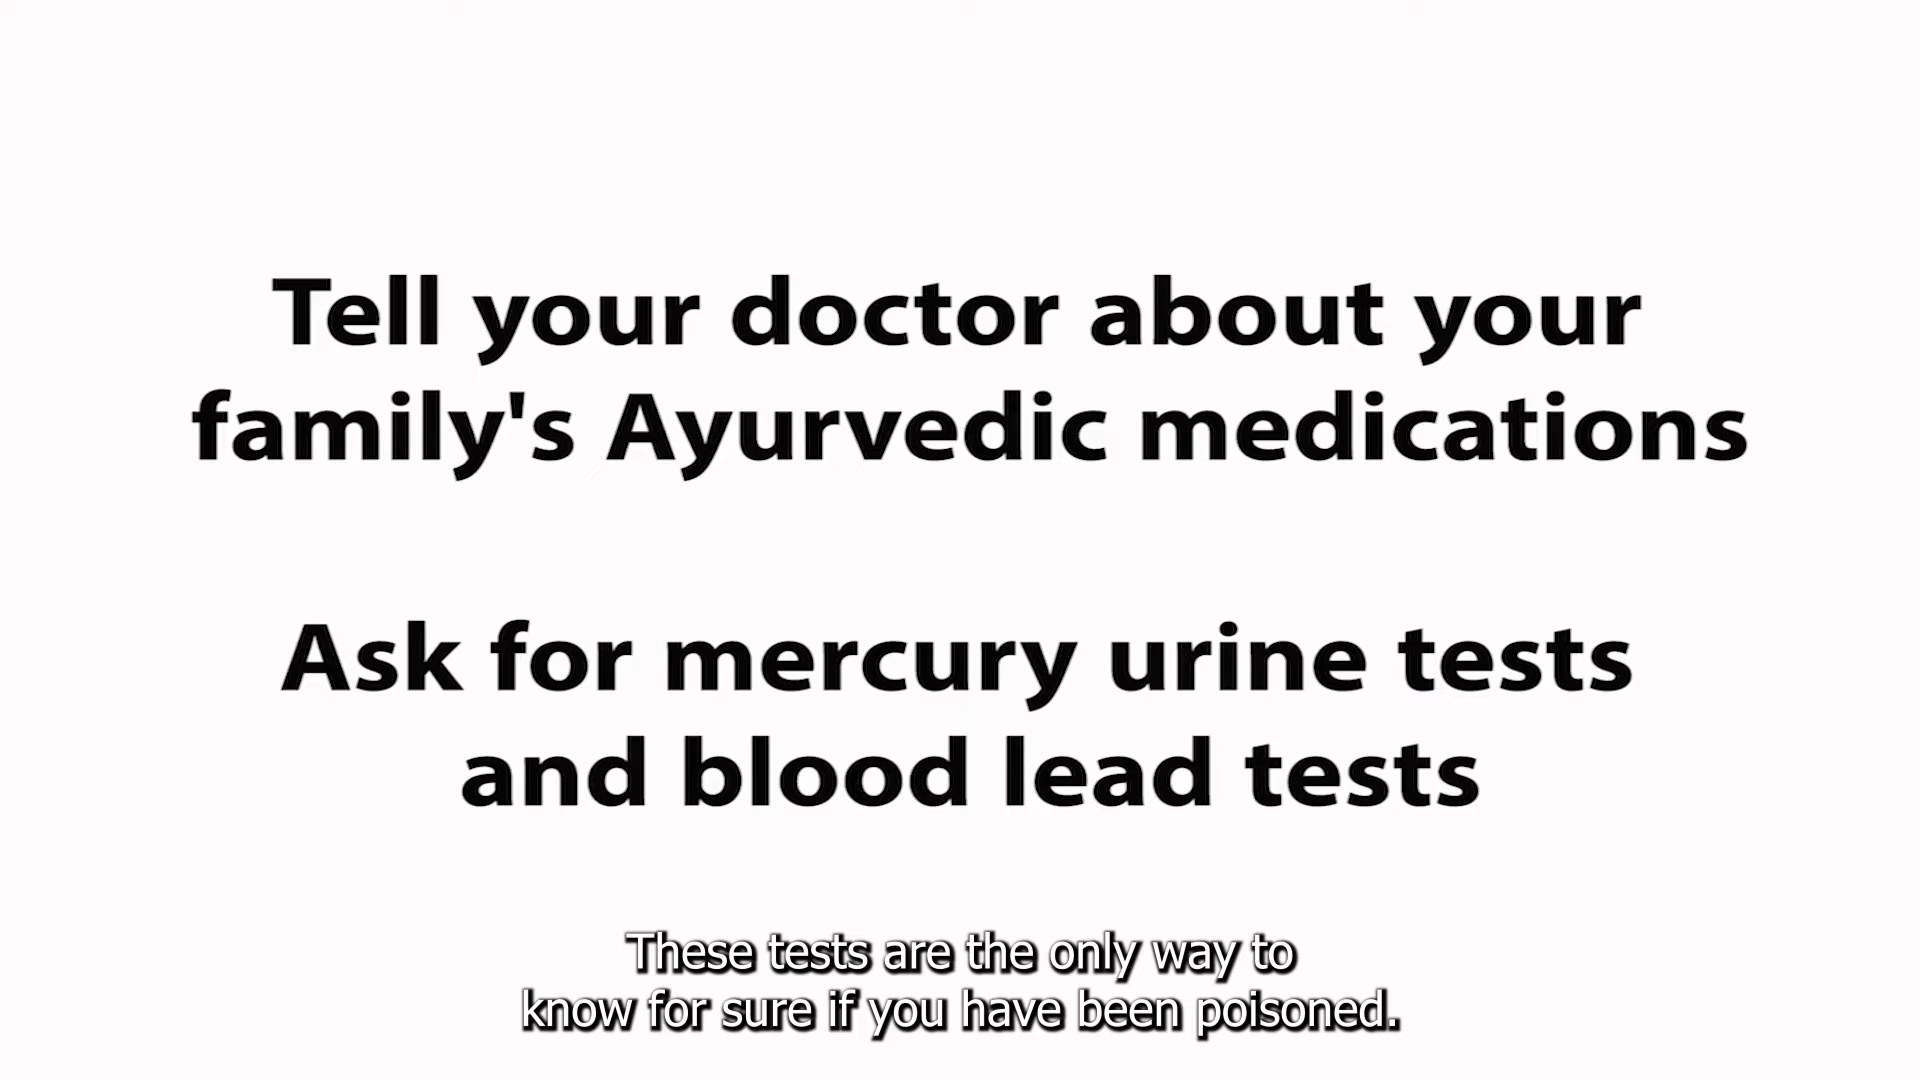 Tell your doctor about your
family's Ayurvedic medications
Ask for mercury urine tests
and blood lead tests
These tests are the only way to
know for sure if you have been poisoned.